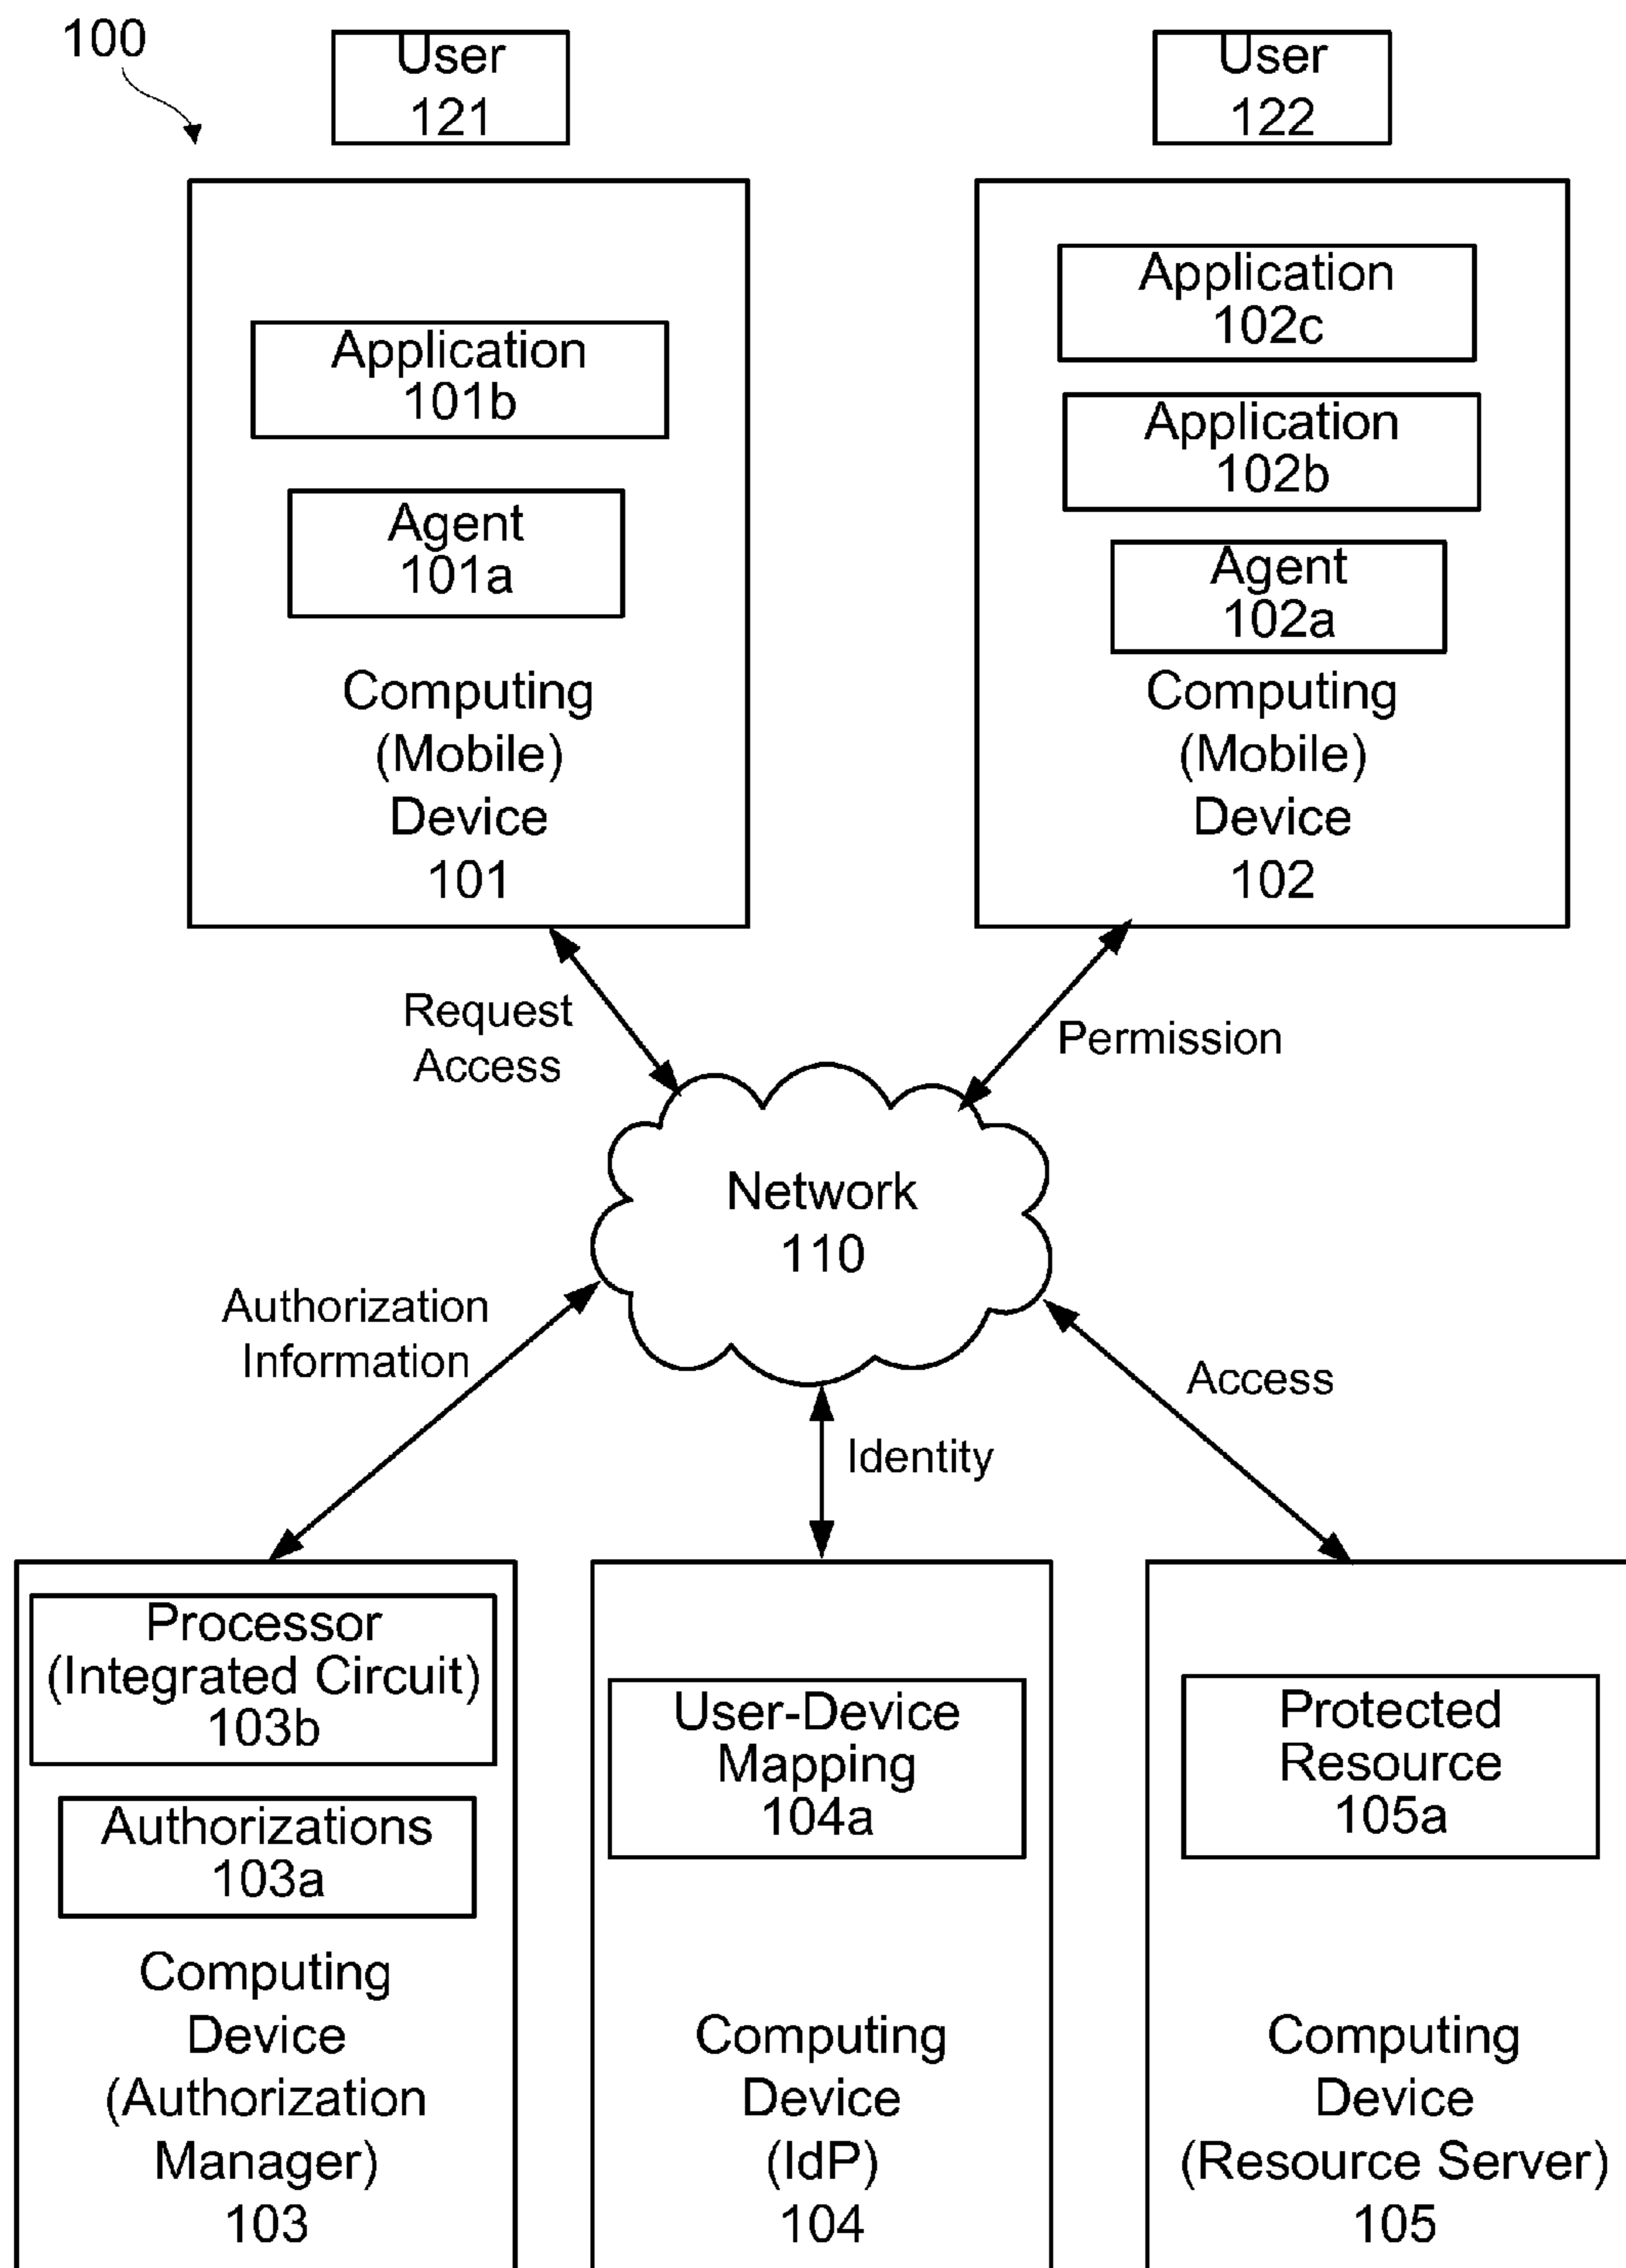 100
User
121
User
122
Application
101b
Agent
101a
Computing
(Mobile)
Device
101
Application
102c
Application
102b
Agent
102a
Computing
(Mobile)
Device
102
Request
Access
Permission
Network
110
Authorization
Information
Identity
Access
Processor
(Integrated Circuit)
103b
Authorizations
103a
Computing
Device
(Authorization
Manager)
103
User-Device
Mapping
104a
Computing
Device
(IdP)
104
Protected
Resource
105a
Computing
Device
(Resource Server)
105